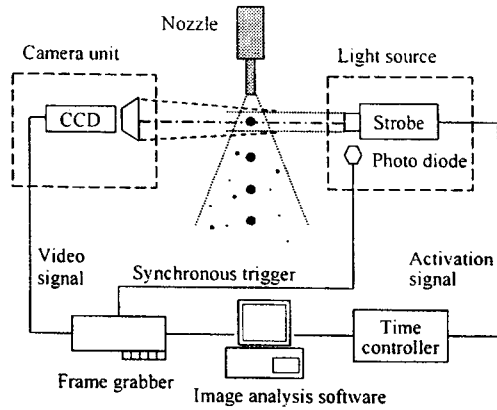 Nozzle
Camera unit
Light source
CCD
Strobe
Photo diode
Video
signal
Synchronous trigger
Activation
signal
Time
controller
Frame grabber
Image analysis software